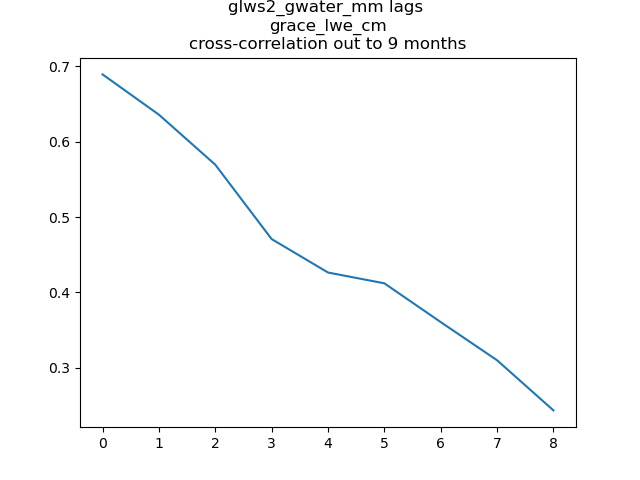 glws2_gwater_mm lags
grace_lwe_cm
cross-correlation out to 9 months
0.7
0.6
0.5
0.4
0.3
0 1 2 3 4 5 6 7 8